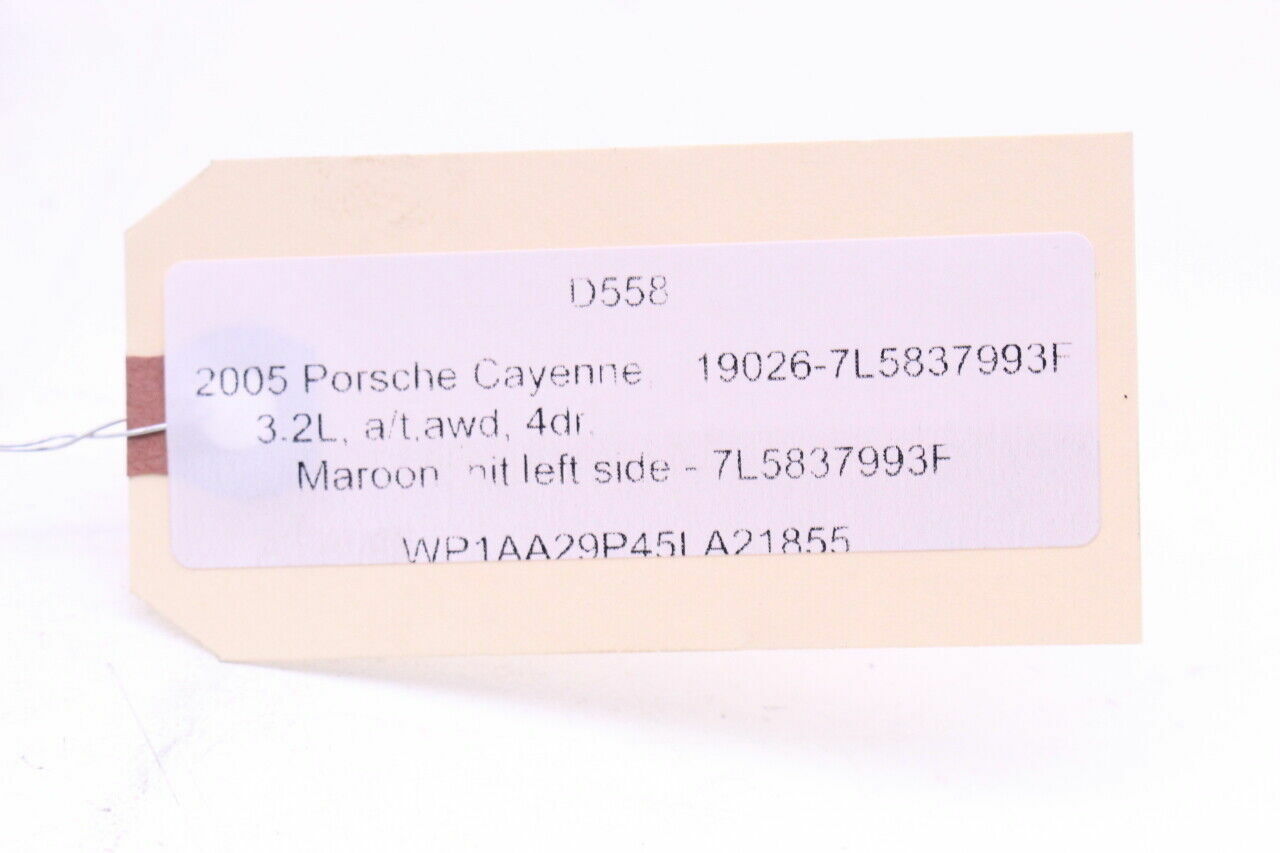 D558
2005 Porsche Cayenne, 19026-7L5837993F
3.2L, a/t,awd, 4dr,
Maroon, hit left side - 7L5837993F
WP1AA29P45LA21855